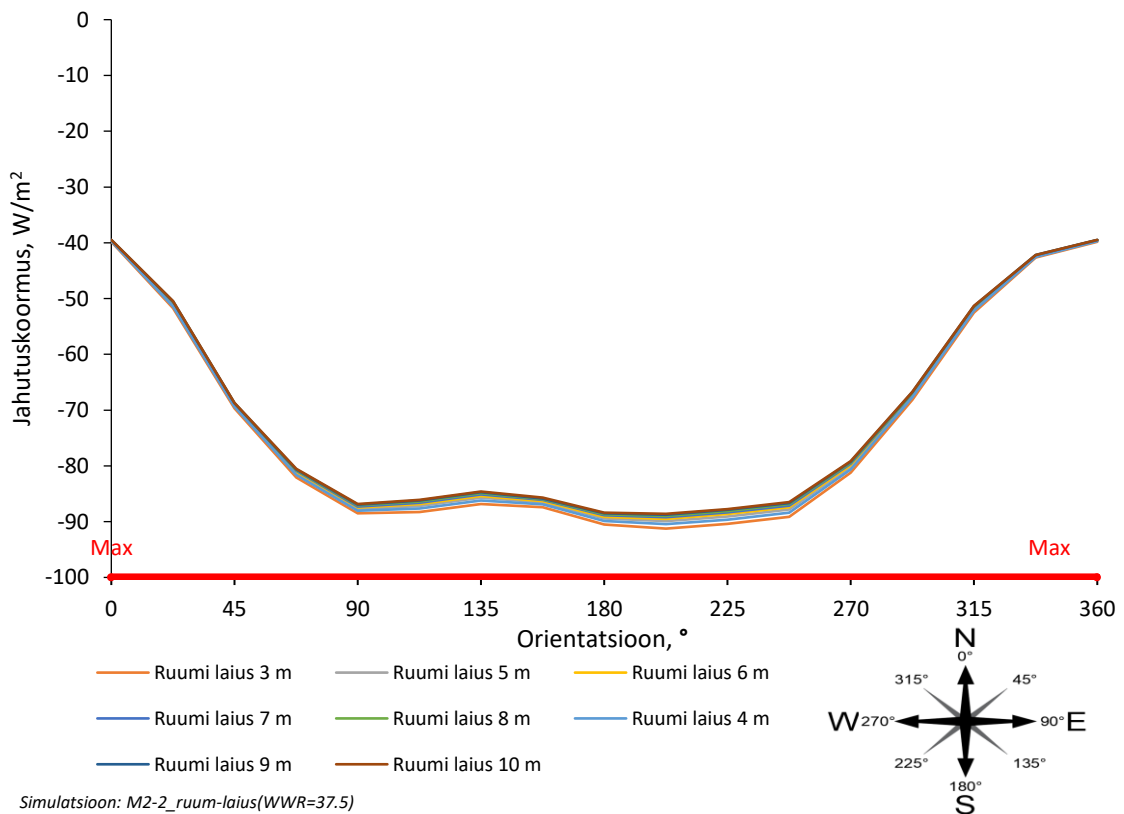 0
-10
-20
-30
-40
-50
-60
-70
-80
-90
-100
Jahutuskoormus, W/m²
Max
Max
0 45 90 135 180 225 270 315 360
Orientatsioon, °
Ruumi laius 3 m
Ruumi laius 5 m
Ruumi laius 6 m
Ruumi laius 7 m
Ruumi laius 8 m
Ruumi laius 4 m
Ruumi laius 9 m
Ruumi laius 10 m
N
0°
315° 45°
W 270° 90° E
225° 135°
180°
S
Simulatsioon: M2-2_ruum-laius(WWR=37.5)